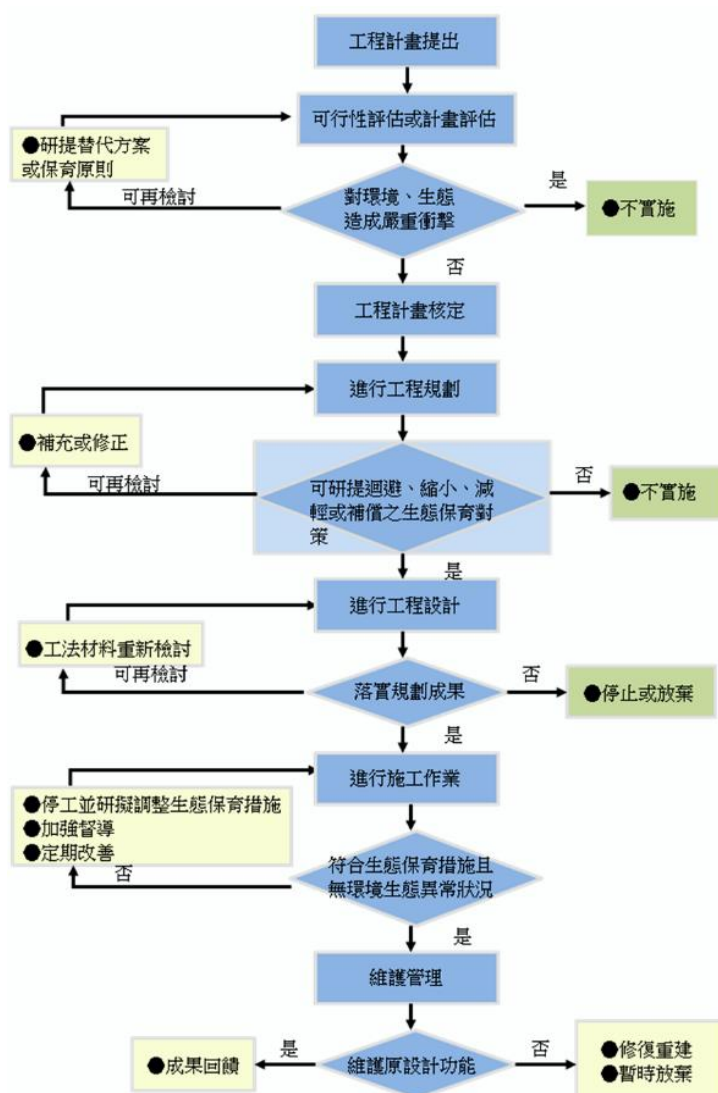 工程計畫提出
可行性評估或計畫評估
●研提替代方案
或保育原則
可再檢討
對環境、生態
造成嚴重衝擊
是
●不實施
否
工程計畫核定
進行工程規劃
●補充或修正
可再檢討
可研提迴避、縮小、減
輕或補償之生態保育對
策
否
●不實施
是
進行工程設計
●工法材料重新檢討
可再檢討
落實規劃成果
否
●停止或放棄
是
進行施工作業
●停工並研擬調整生態保育措施
●加強督導
●定期改善
否
符合生態保育措施且
無環境生態異常狀況
是
維護管理
●成果回饋
是
維護原設計功能
否
●修復重建
●暫時放棄